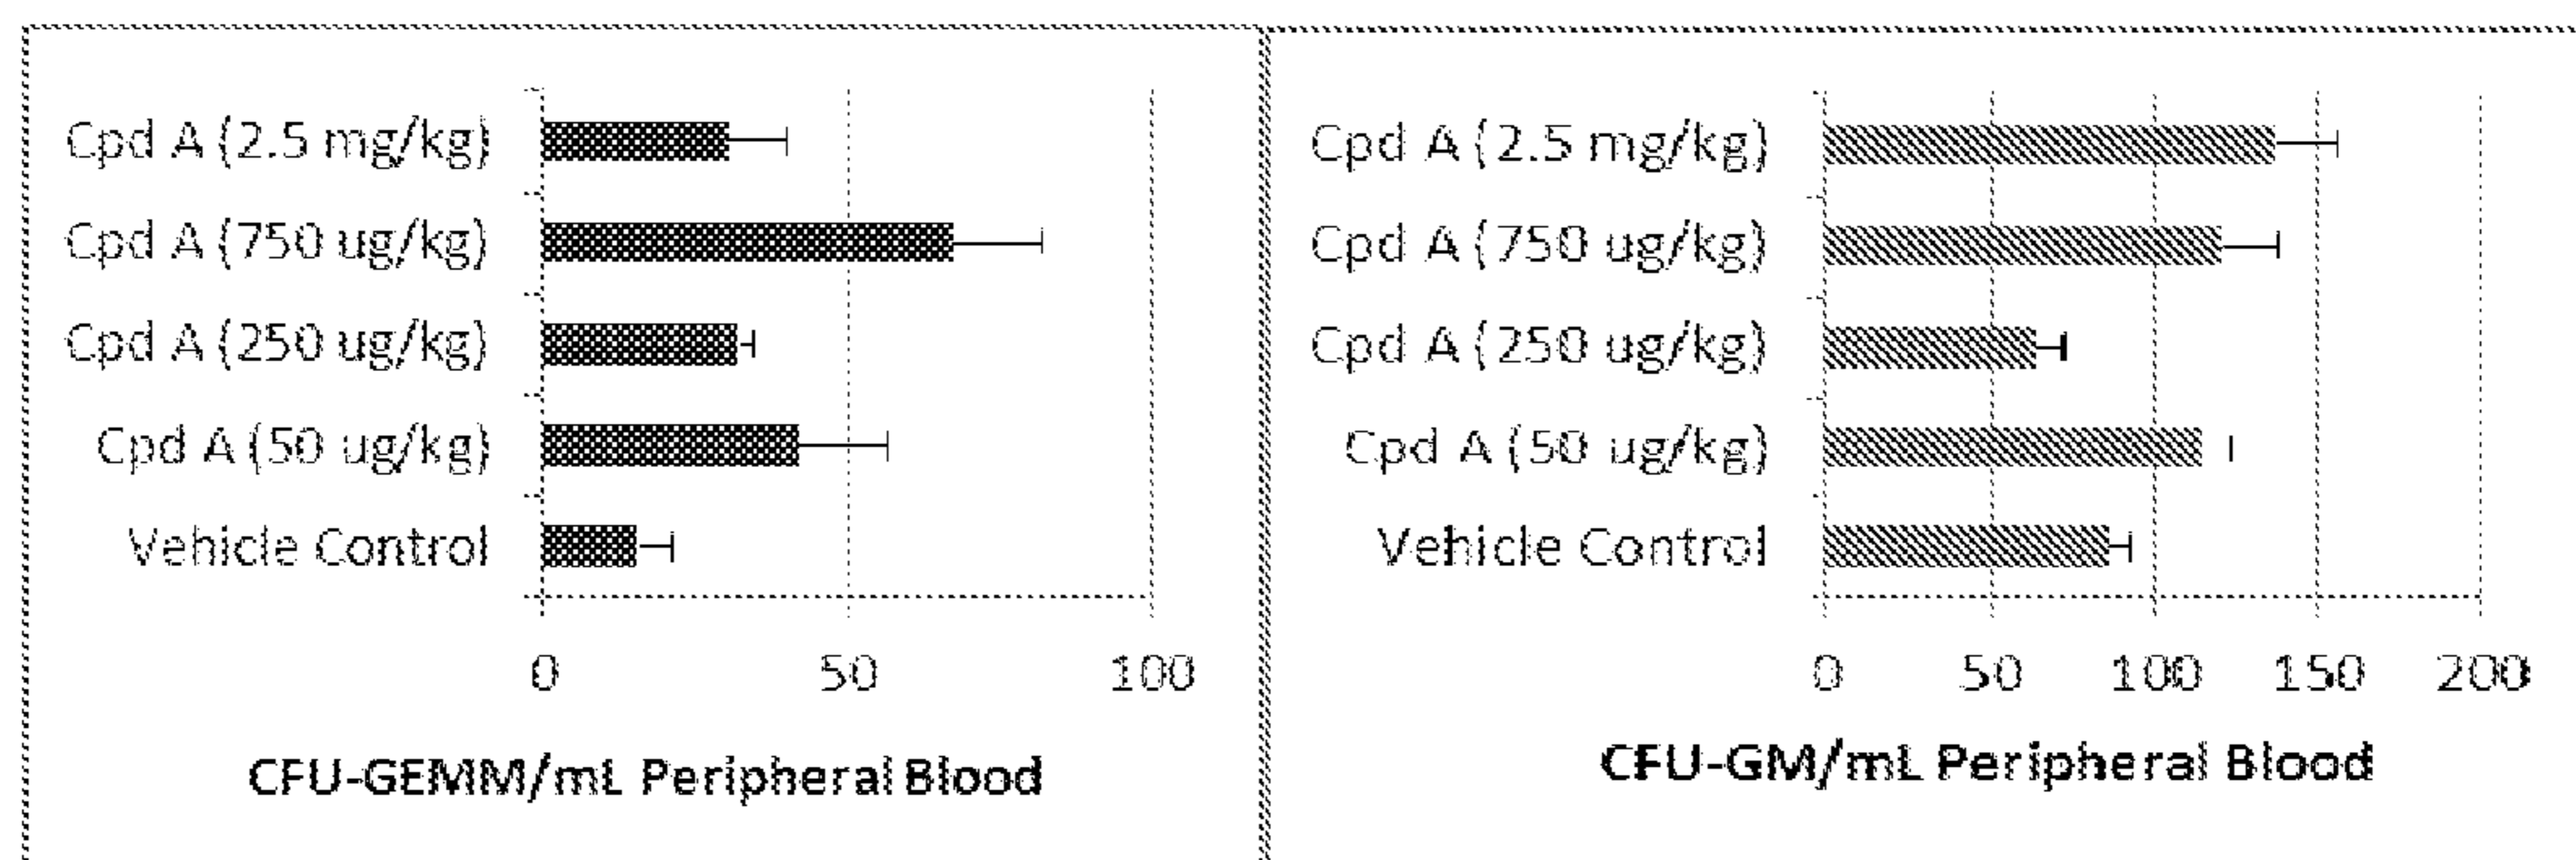 Cpd A (2.5 mg/kg)
Cpd A (750 ug/kg)
Cpd A (250 ug/kg)
Cpd A (50 ug/kg)
Vehicle Control
0 50 100
CFU-GEMM/mL Peripheral Blood
Cpd A (2.5 mg/kg)
Cpd A (750 ug/kg)
Cpd A (250 ug/kg)
Cpd A (50 ug/kg)
Vehicle Control
0 50 100 150 200
CFU-GM/mL Peripheral Blood